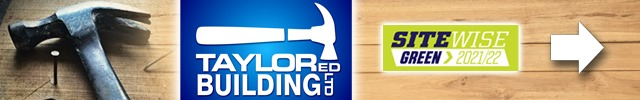 TAYLORED
BUILDING LTD
SITEWISE
GREEN > 2021/22